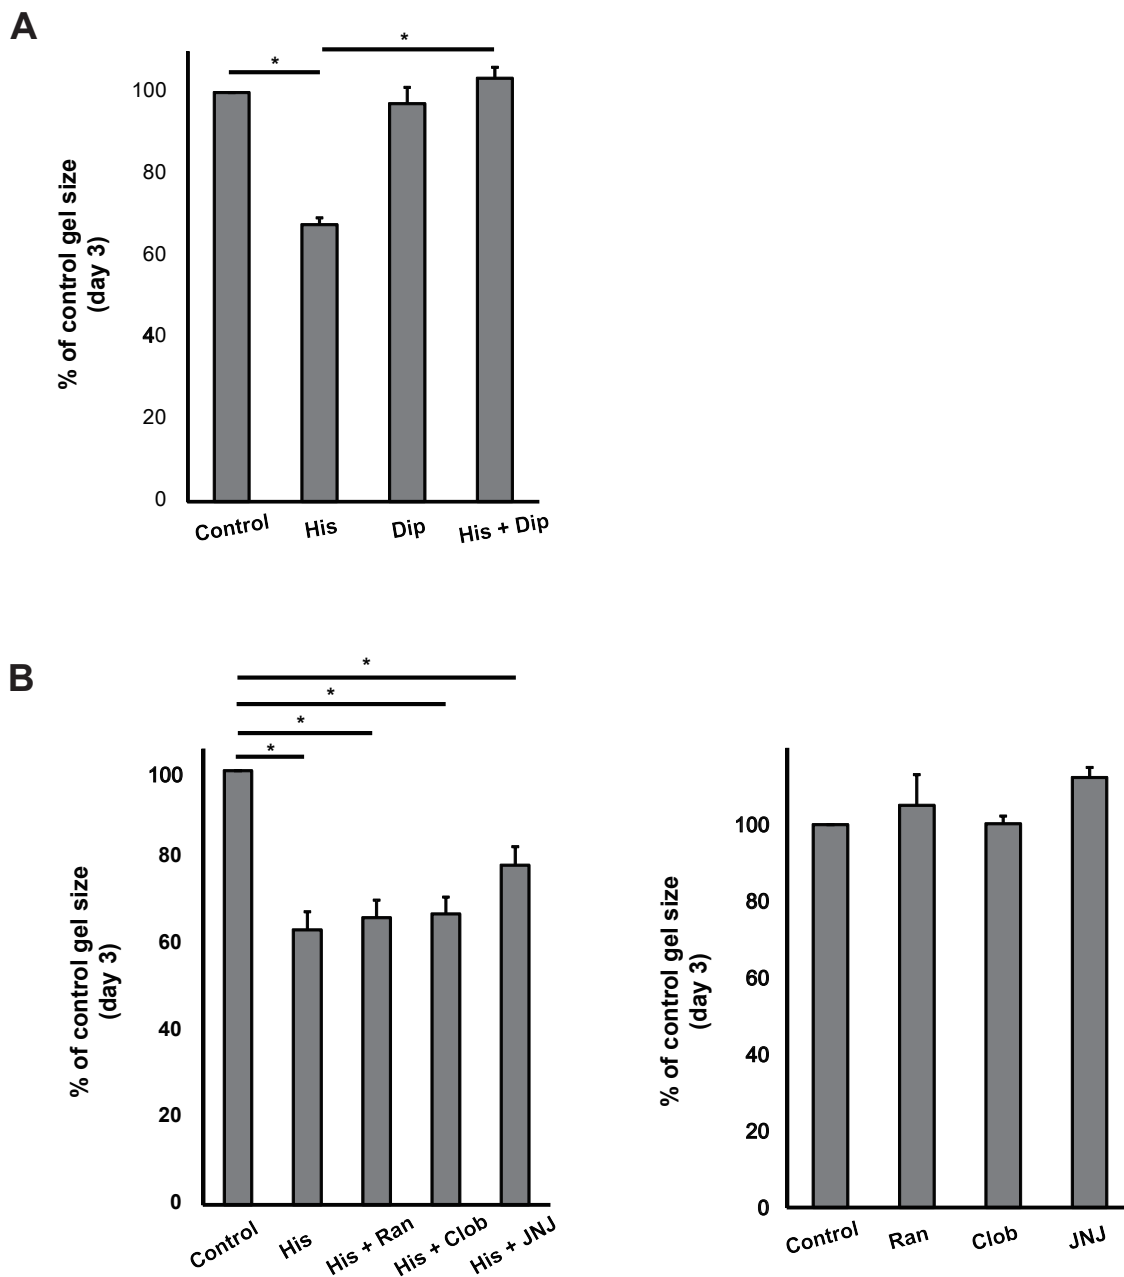 A
*
*
100
80
60
40
20
0
% of control gel size
(day 3)
Control
His
Dip
His + Dip
B
*
*
*
*
100
80
60
40
20
0
% of control gel size
(day 3)
Control
His
His + Ran
His + Clob
His + JNJ
100
80
60
40
20
0
% of control gel size
(day 3)
Control
Ran
Clob
JNJ